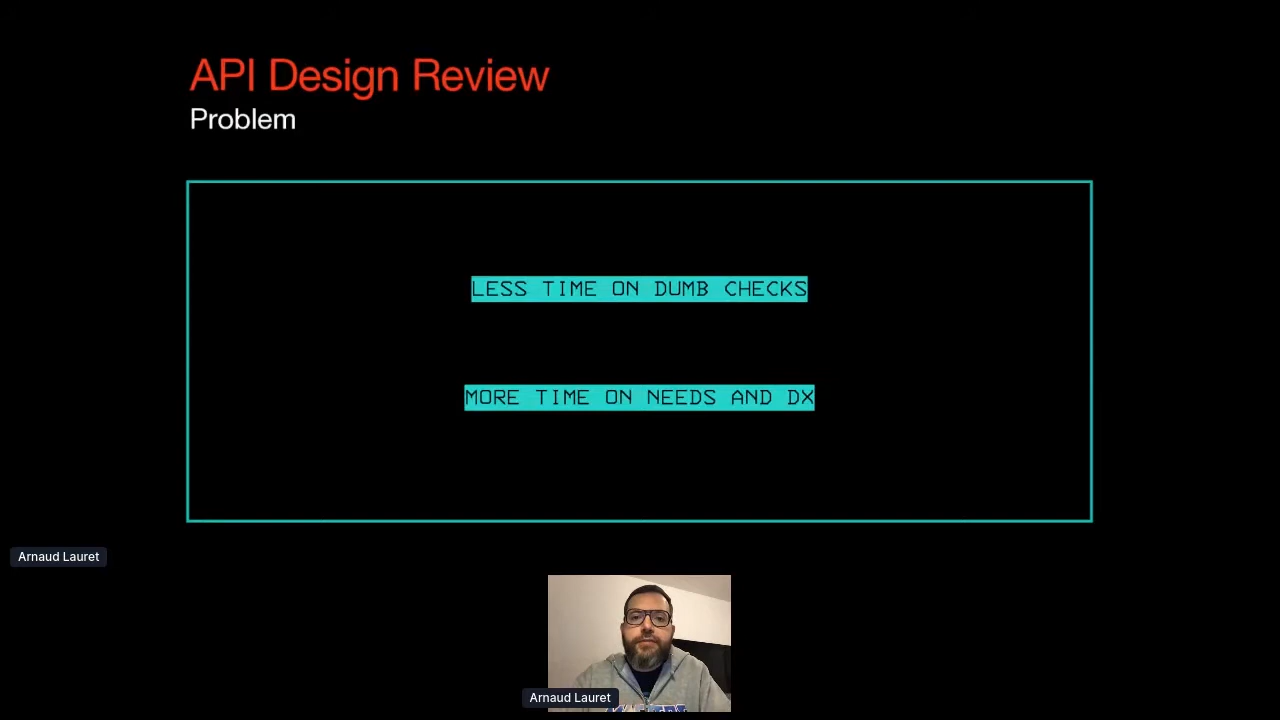 API Design Review
Problem
LESS TIME ON DUMB CHECKS
MORE TIME ON NEEDS AND DX
Arnaud Lauret
Arnaud Lauret